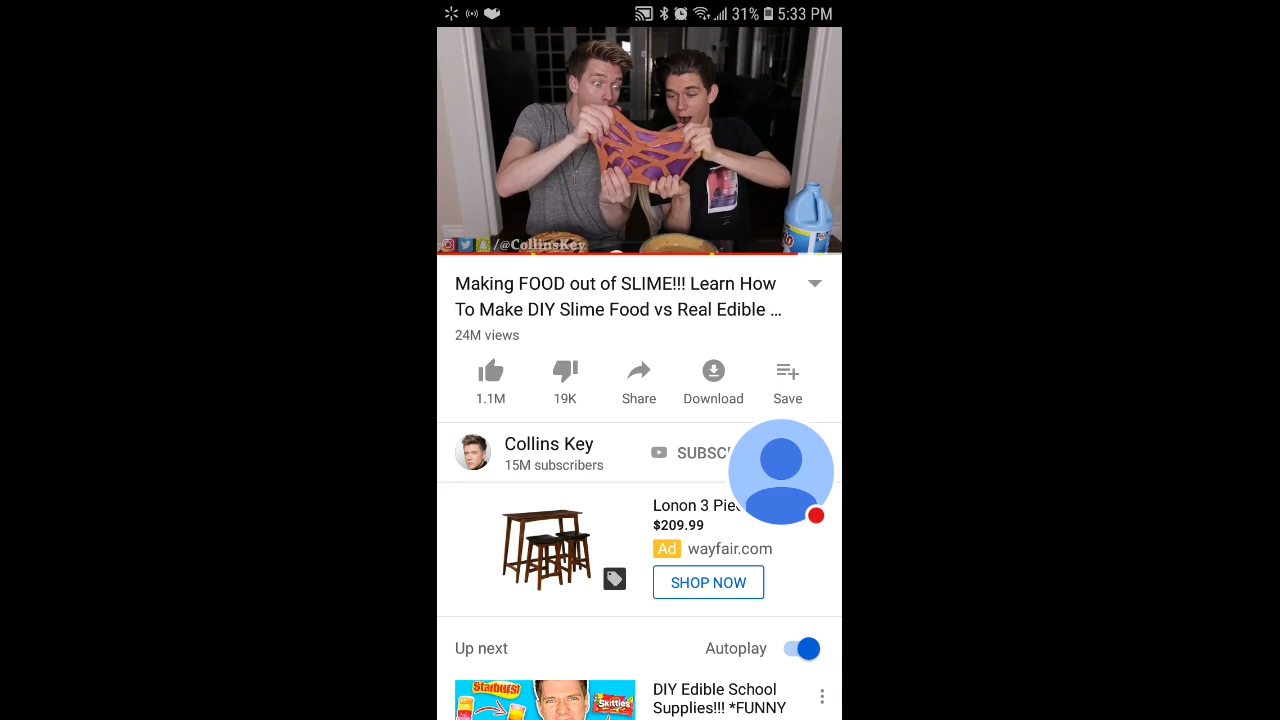 31% 5:33 PM
/@CollinsKey
Making FOOD out of SLIME!!! Learn How
To Make DIY Slime Food vs Real Edible ...
24M views
1.1M 19K Share Download Save
Collins Key
15M subscribers
Lonon 3
$209.99
Ad wayfair.com
SHOP NOW
Up next Autoplay
Starburst
Skittles
DIY Edible School
Supplies!!! *FUNNY